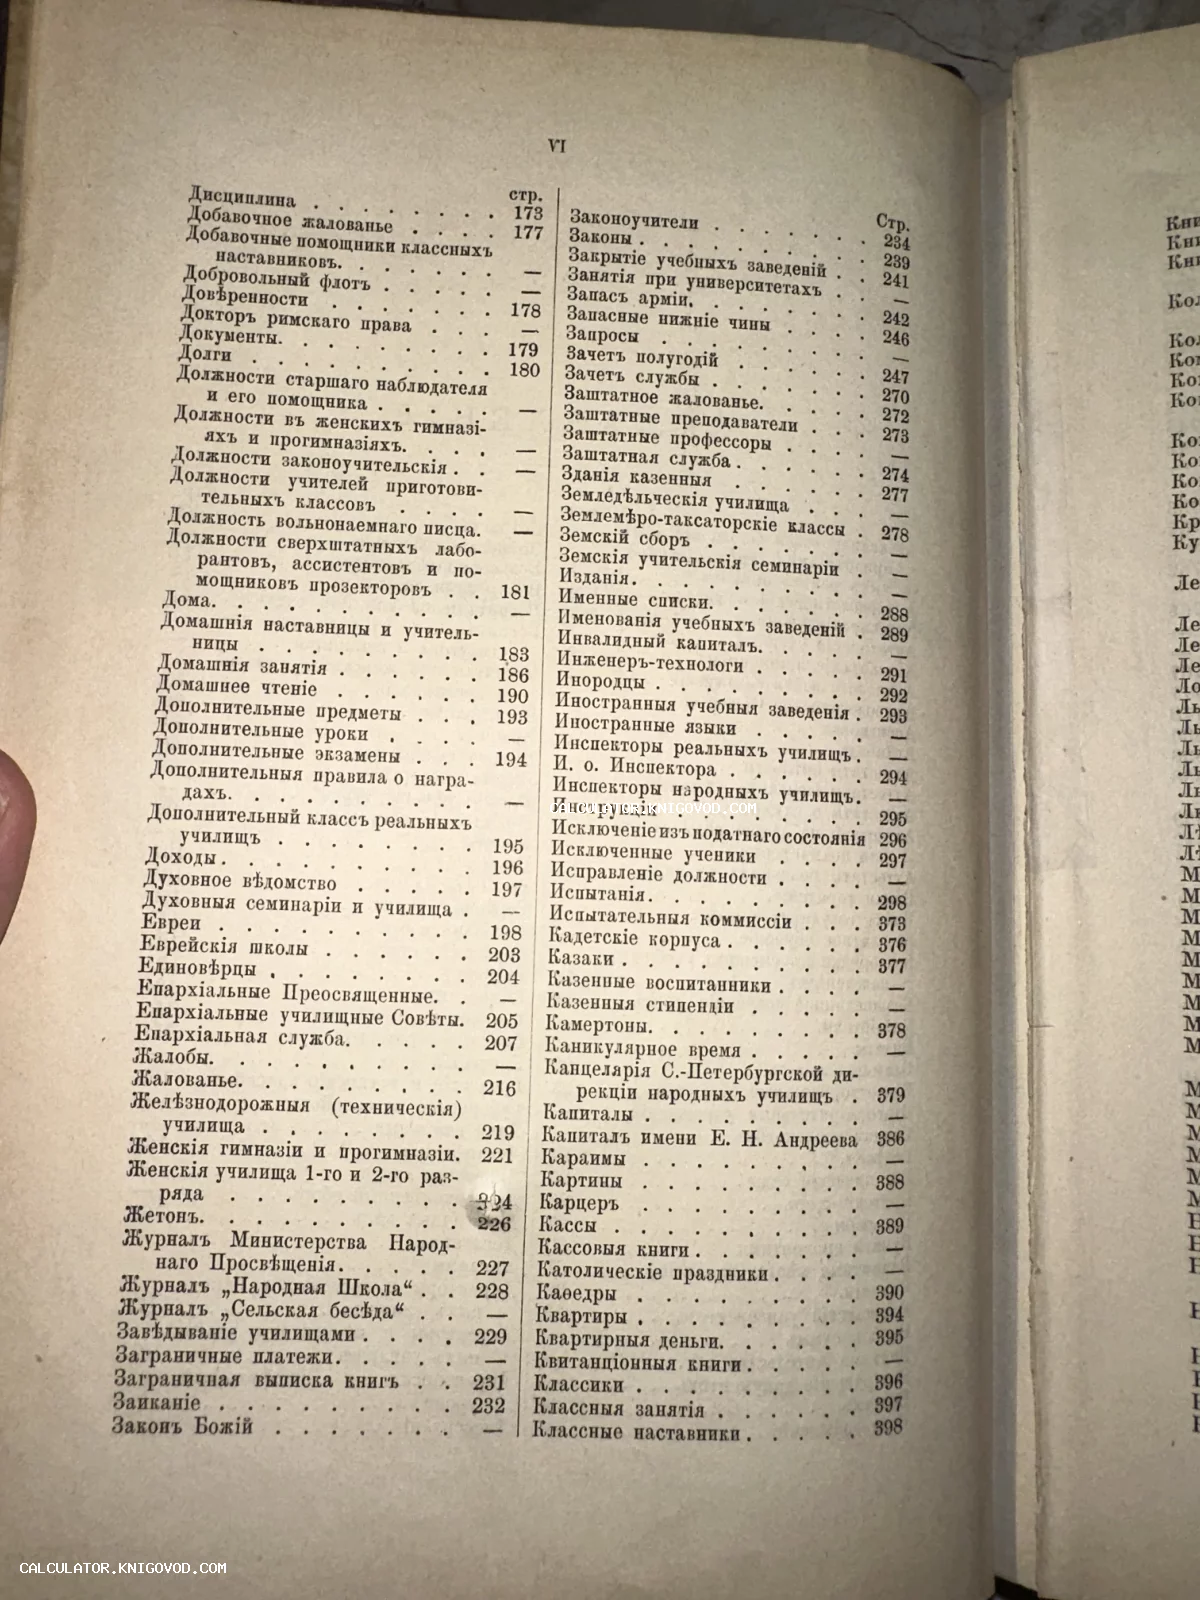 VI
стр.
Дисциплина . . . . . . . 173
Добавочное жалованье . . . . 177
Добавочные помощники классныхъ
наставниковъ. . . . . . . —
Добровольный флотъ . . . . . —
Довѣренности . . . . . . 178
Докторъ римскаго права . . . —
Документы. . . . . . . . 179
Долги . . . . . . . . . 180
Должности старшаго наблюдателя
и его помощника . . . . . —
Должности въ женскихъ гимназі-
яхъ и прогимназіяхъ. . . . —
Должности законоучительскія . . —
Должности учителей приготови-
тельныхъ классовъ . . . . —
Должность вольнонаемнаго писца. —
Должности сверхштатныхъ лабо-
рантовъ, ассистентовъ и по-
мощниковъ прозекторовъ . . 181
Дома. . . . . . . . . . —
Домашнія наставницы и учитель-
ницы . . . . . . . . . 183
Домашнія занятія . . . . . . 186
Домашнее чтеніе . . . . . . 190
Дополнительные предметы . . . 193
Дополнительные уроки . . . . —
Дополнительные экзамены . . . 194
Дополнительныя правила о награ-
дахъ. . . . . . . . . . —
Дополнительный классъ реальныхъ
училищъ . . . . . . . . 195
Доходы . . . . . . . . . 196
Духовное вѣдомство . . . . . 197
Духовныя семинаріи и училища . —
Евреи . . . . . . . . . . 198
Еврейскія школы . . . . . . 203
Единовѣрцы . . . . . . . . 204
Епархіальные Преосвященные. . —
Епархіальные училищные Совѣты. 205
Епархіальная служба. . . . . 207
Жалобы. . . . . . . . . —
Жалованье. . . . . . . . 216
Желѣзнодорожныя (техническія)
училища . . . . . . . . 219
Женскія гимназіи и прогимназіи. 221
Женскія училища 1-го и 2-го раз-
ряда . . . . . . . . . 224
Жетонъ. . . . . . . . . . 226
Журналъ Министерства Народ-
наго Просвѣщенія. . . . . 227
Журналъ „Народная Школа“ . . 228
Журналъ „Сельская бесѣда“ . . —
Завѣдываніе училищами . . . . 229
Заграничные платежи. . . . . —
Заграничная выписка книгъ . . 231
Заиканіе . . . . . . . . . 232
Законъ Божій . . . . . . . —
Стр.
Законоучители . . . . . . 234
Законы . . . . . . . . . 239
Закрытіе учебныхъ заведеній . . 241
Занятія при университетахъ . . —
Запасъ арміи. . . . . . . 242
Запасные нижніе чины . . . . 246
Запросы . . . . . . . . —
Зачетъ полугодій . . . . . . 247
Зачетъ службы . . . . . . . 270
Заштатное жалованье. . . . . 272
Заштатные преподаватели . . . 273
Заштатные профессоры . . . . —
Заштатная служба . . . . . . 274
Зданія казенныя . . . . . . 277
Земледѣльческія училища . . . —
Землемѣро-таксаторскіе классы . 278
Земскій сборъ . . . . . . . —
Земскія учительскія семинаріи . —
Изданія. . . . . . . . . —
Именные списки. . . . . . . 288
Именованія учебныхъ заведеній . 289
Инвалидный капиталъ. . . . . —
Инженеръ-технологи . . . . . 291
Инородцы . . . . . . . . . 292
Иностранныя учебныя заведенія . 293
Иностранные языки . . . . . —
Инспекторы реальныхъ училищъ . —
И. о. Инспектора . . . . . . 294
Инспекторы народныхъ училищъ. —
Инструкціи . . . . . . . . 295
Исключеніе изъ податнаго состоянія 296
Исключенные ученики . . . . 297
Исправленіе должности . . . . —
Испытанія. . . . . . . . . 298
Испытательныя коммиссіи . . . 373
Кадетскіе корпуса . . . . . . 376
Казаки . . . . . . . . . . 377
Казенные воспитанники . . . . —
Казенныя стипендіи . . . . . —
Камертоны. . . . . . . . . 378
Каникулярное время . . . . . —
Канцелярія С.-Петербургской ди-
рекціи народныхъ училищъ . 379
Капиталы . . . . . . . . . —
Капиталъ имени Е. Н. Андреева 386
Караимы . . . . . . . . . —
Картины . . . . . . . . . 388
Карцеръ . . . . . . . . . —
Кассы . . . . . . . . . . 389
Кассовыя книги . . . . . . . —
Католическіе праздники . . . . —
Каѳедры . . . . . . . . . 390
Квартиры . . . . . . . . . 394
Квартирныя деньги. . . . . . 395
Квитанціонныя книги . . . . . —
Классики . . . . . . . . . 396
Классныя занятія . . . . . . 397
Классные наставники . . . . . 398
CALCULATOR.KNIGOVOD.COM
CALCULATOR.KNIGOVOD.COM